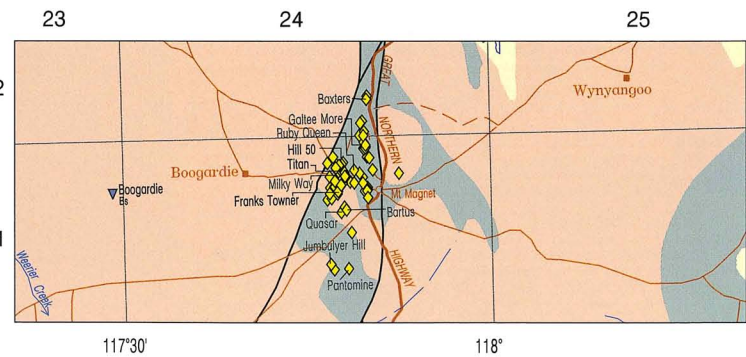 23
24
25
2
GREAT
Baxters
Wynyangoo
Galtee More
Ruby Queen
NORTHERN
Hill 50
Titan
Boogardie
Milky Way
Boogardie
Bs
Mt. Magnet
Franks Towner
Bartus
Quasar
1
Jumbulyer Hill
HIGHWAY
Weerier Creek
Pantomine
117°30'
118°